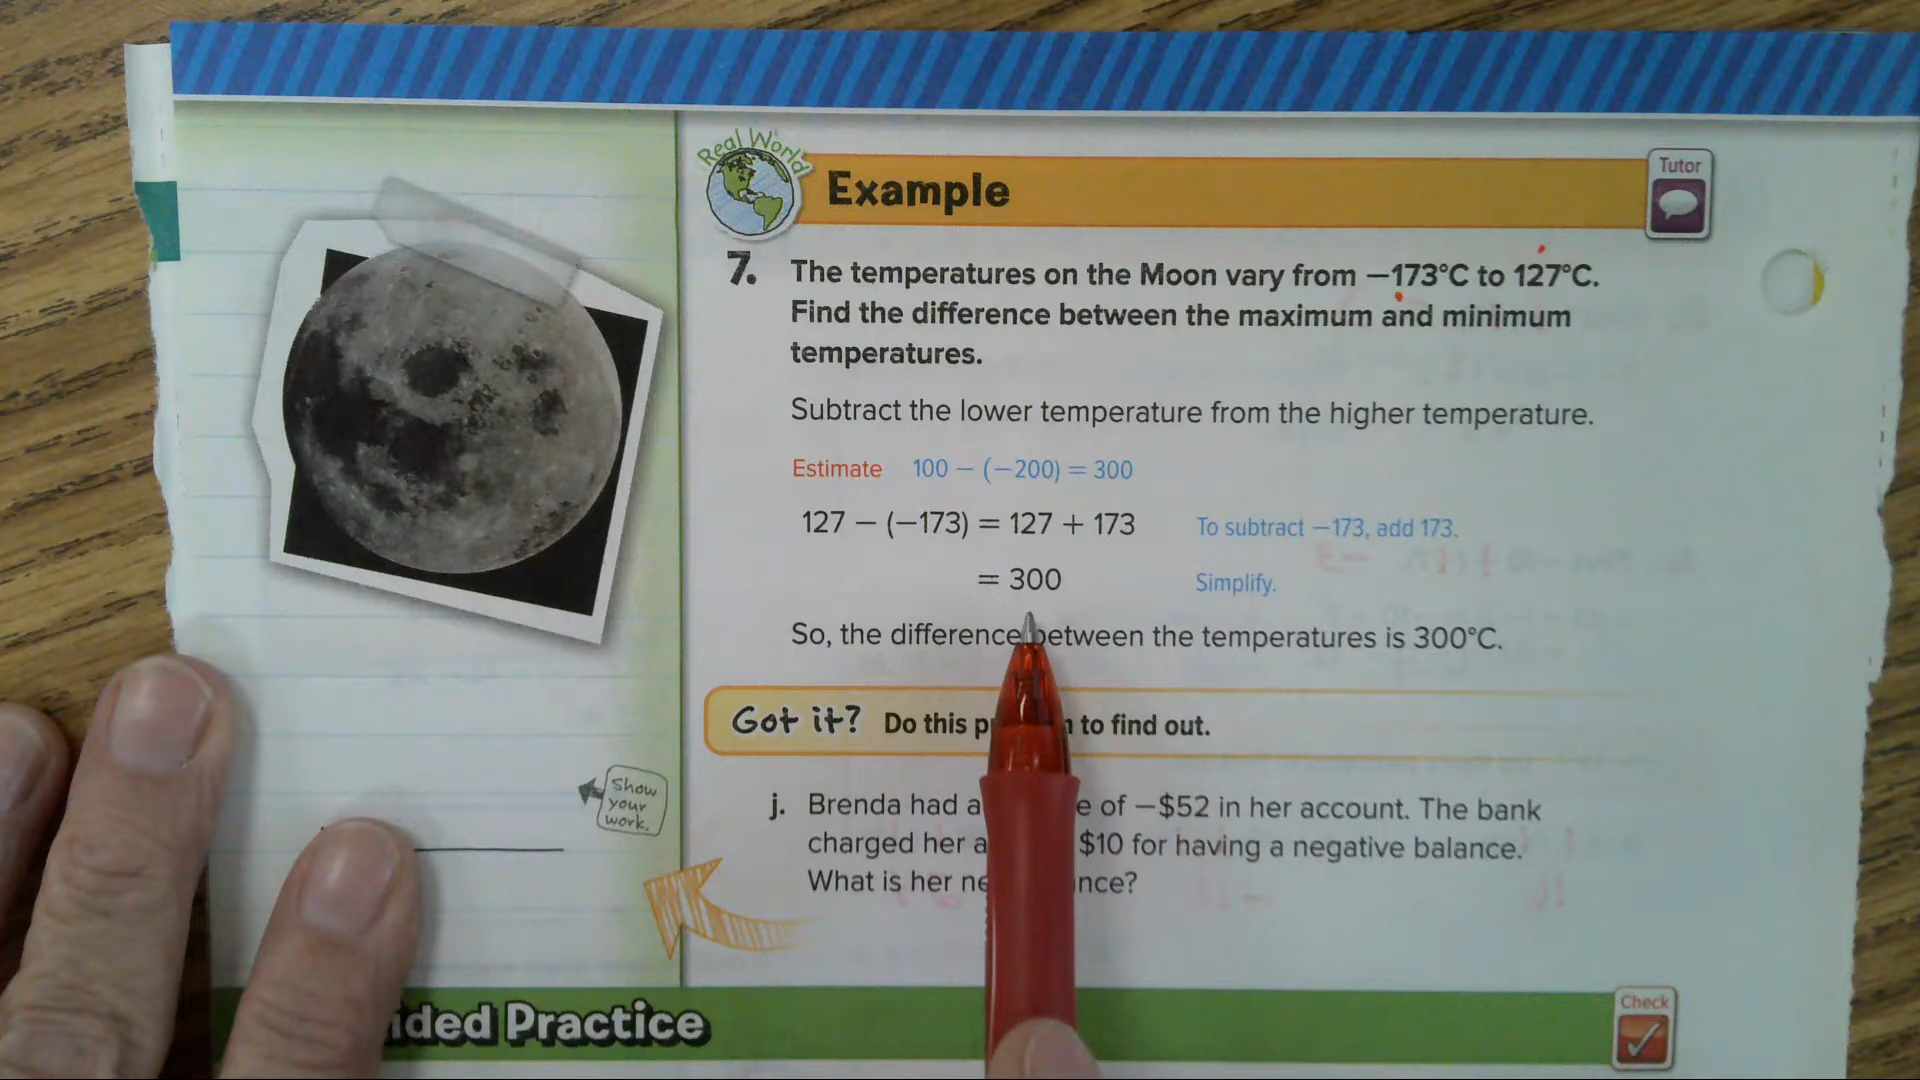 Real World
Example
Tutor
7. The temperatures on the Moon vary from −173°C to 127°C.
Find the difference between the maximum and minimum
temperatures.
Subtract the lower temperature from the higher temperature.
Estimate 100 − (−200) = 300
127 − (−173) = 127 + 173 To subtract −173, add 173.
= 300 Simplify.
So, the difference between the temperatures is 300°C.
Got it? Do this to find out.
Show
your
work.
j. Brenda had a of −$52 in her account. The bank
charged her a $10 for having a negative balance.
What is her
Practice
Check